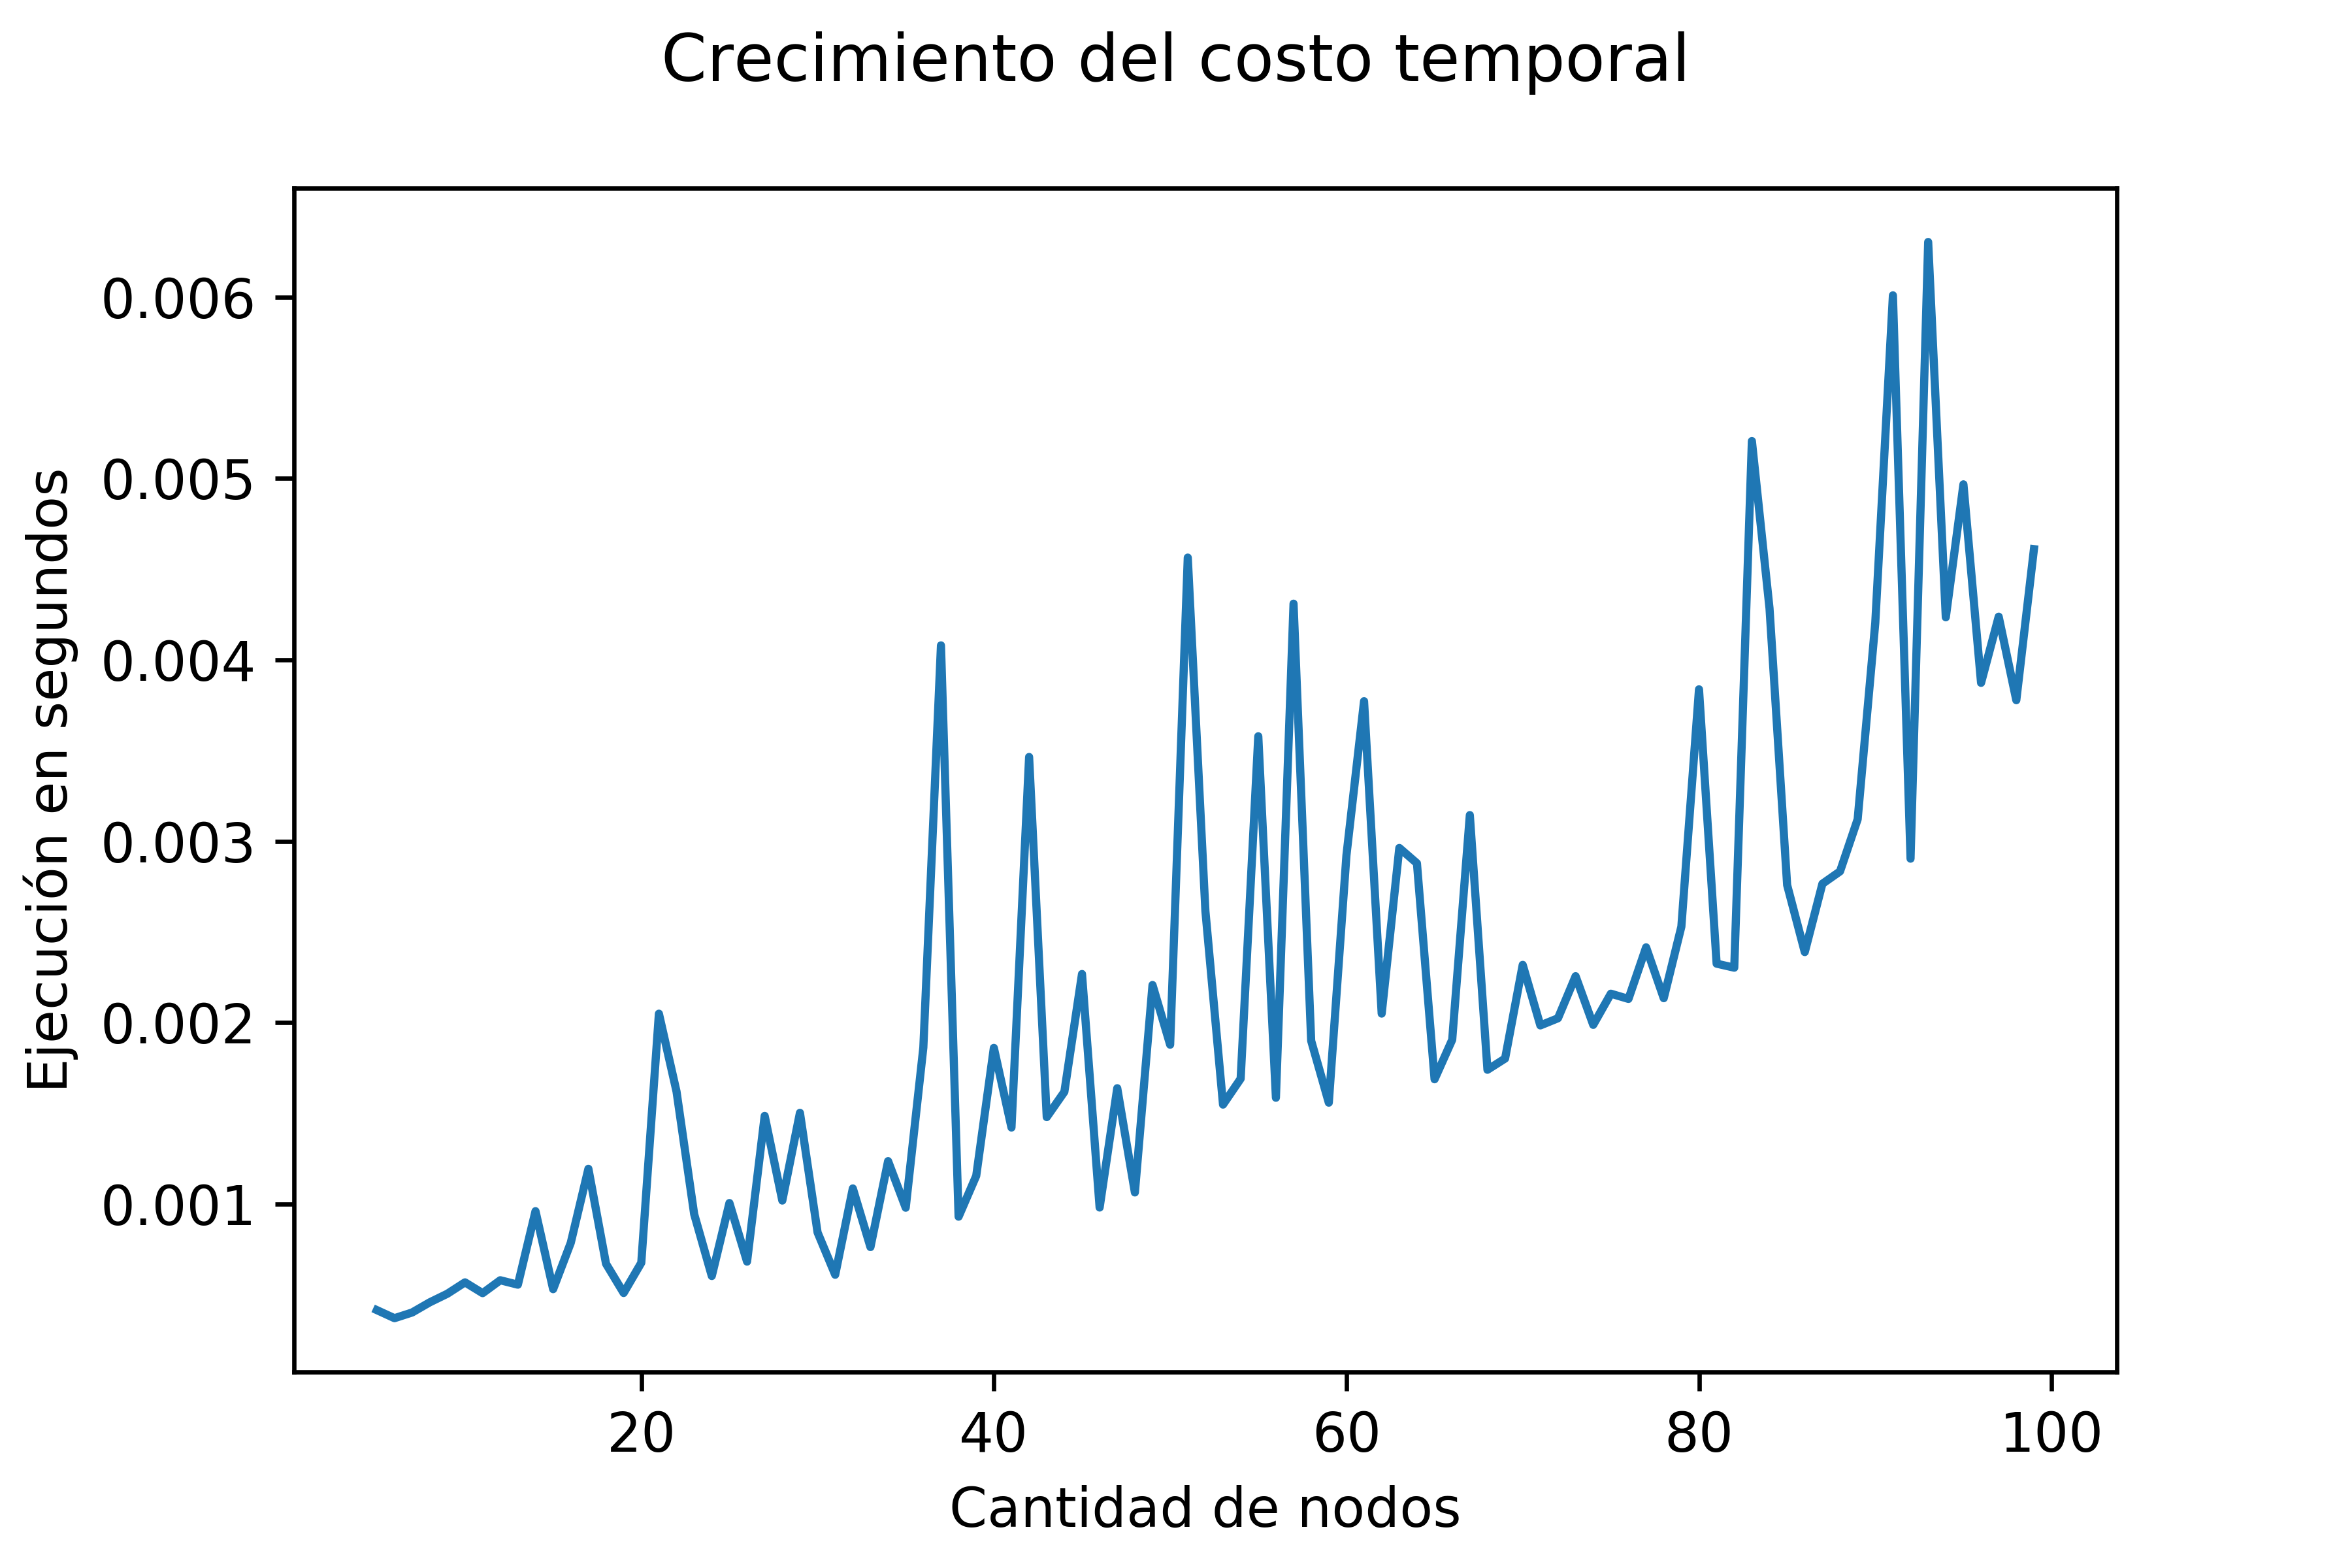 Crecimiento del costo temporal
0.006
0.005
0.004
0.003
0.002
0.001
Ejecución en segundos
20 40 60 80 100
Cantidad de nodos